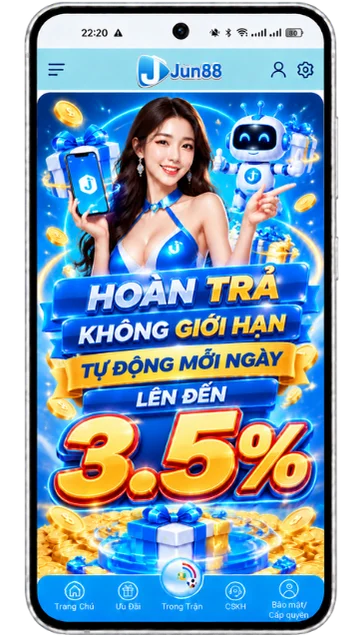 22:20
Jun88
J
J
HOÀN TRẢ
KHÔNG GIỚI HẠN
TỰ ĐỘNG MỖI NGÀY
LÊN ĐẾN
3.5%
Trang Chủ
Ưu Đãi
Trong Trận
CSKH
Bảo mật/
Cấp quyền